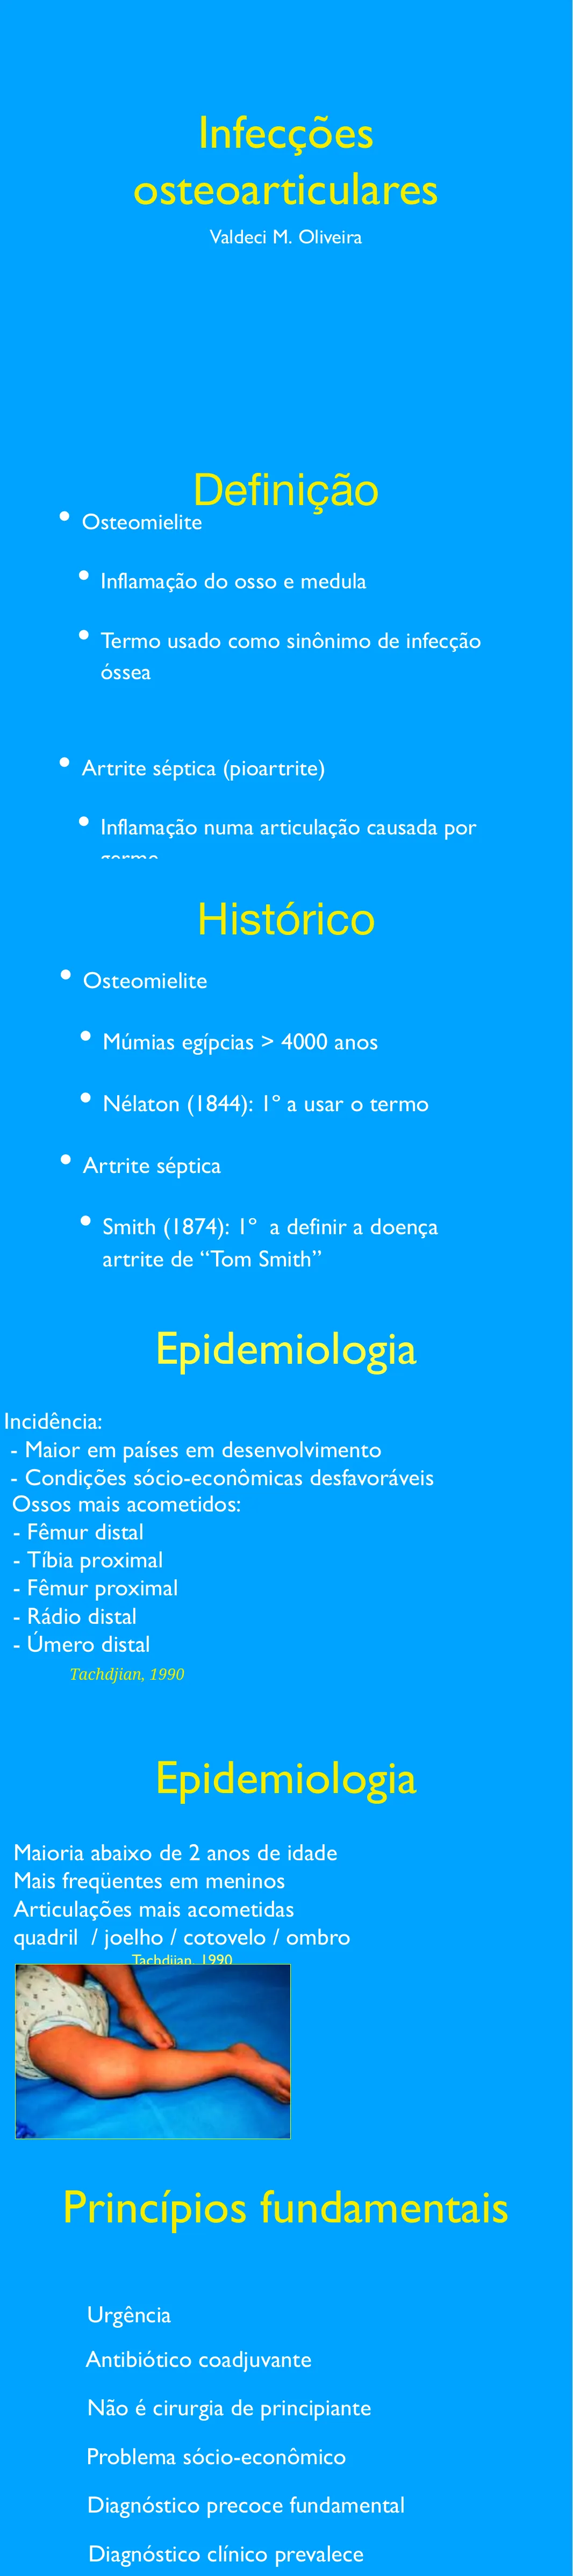 Infecções
osteoarticulares
Valdeci M. Oliveira
Definição
• Osteomielite
• Inflamação do osso e medula
• Termo usado como sinônimo de infecção
óssea
• Artrite séptica (pioartrite)
• Inflamação numa articulação causada por
germe
Histórico
• Osteomielite
• Múmias egípcias > 4000 anos
• Nélaton (1844): 1º a usar o termo
• Artrite séptica
• Smith (1874): 1º  a definir a doença
artrite de “Tom Smith”
Epidemiologia
Incidência:
- Maior em países em desenvolvimento
- Condições sócio-econômicas desfavoráveis
Ossos mais acometidos:
- Fêmur distal
- Tíbia proximal
- Fêmur proximal
- Rádio distal
- Úmero distal
Tachdjian, 1990
Epidemiologia
Maioria abaixo de 2 anos de idade
Mais freqüentes em meninos
Articulações mais acometidas
quadril  / joelho / cotovelo / ombro
Tachdjian, 1990
Princípios fundamentais
Urgência
Antibiótico coadjuvante
Não é cirurgia de principiante
Problema sócio-econômico
Diagnóstico precoce fundamental
Diagnóstico clínico prevalece